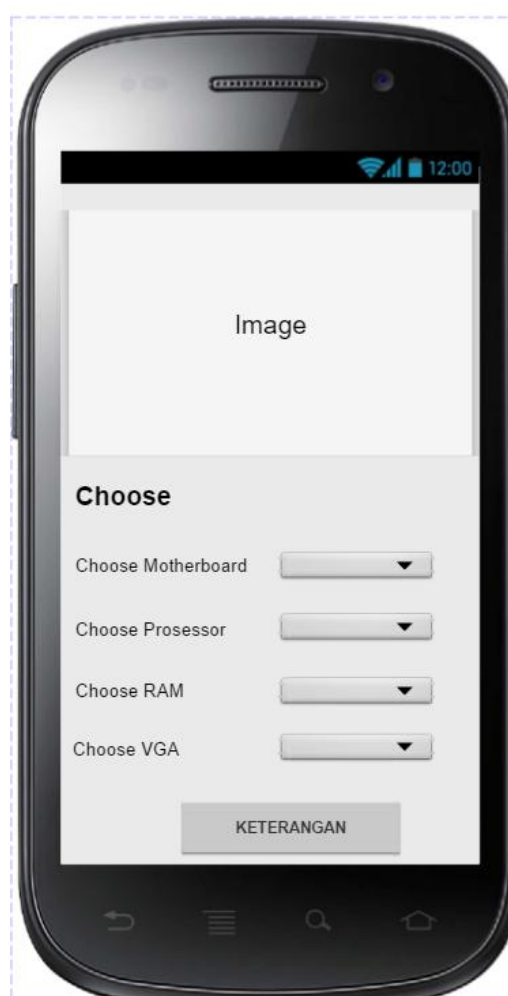 12:00
Image
Choose
Choose Motherboard
Choose Prosessor
Choose RAM
Choose VGA
KETERANGAN